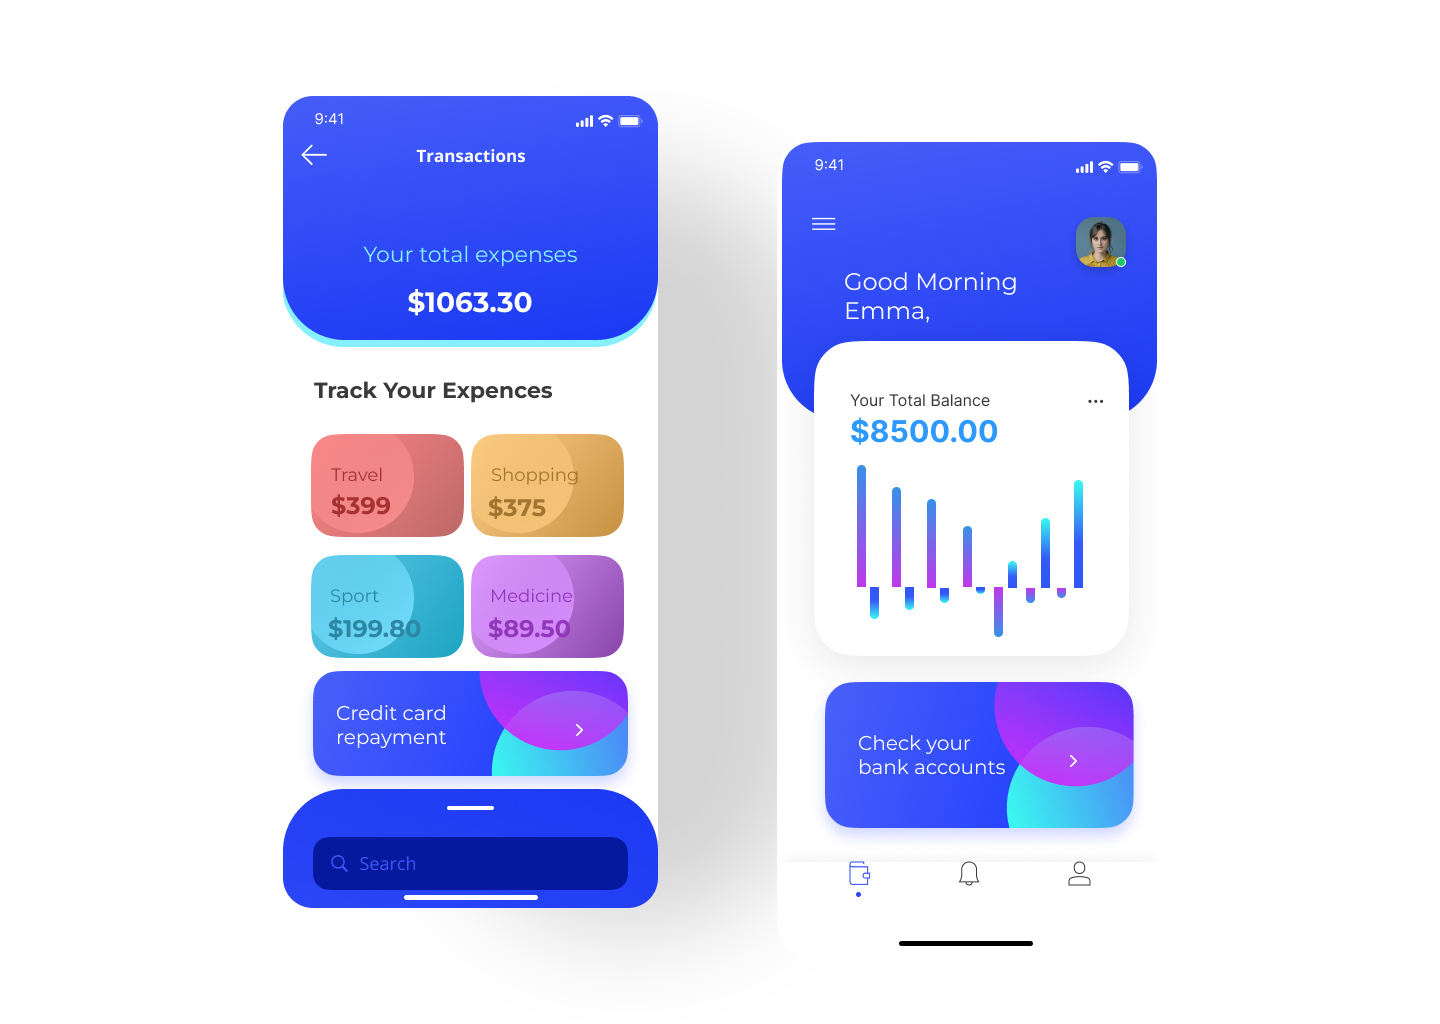 9:41
Transactions
Your total expenses
$1063.30
Track Your Expences
Travel
$399
Shopping
$375
Sport
$199.80
Medicine
$89.50
Credit card
repayment
Search
9:41
Good Morning
Emma,
Your Total Balance
$8500.00
Check your
bank accounts